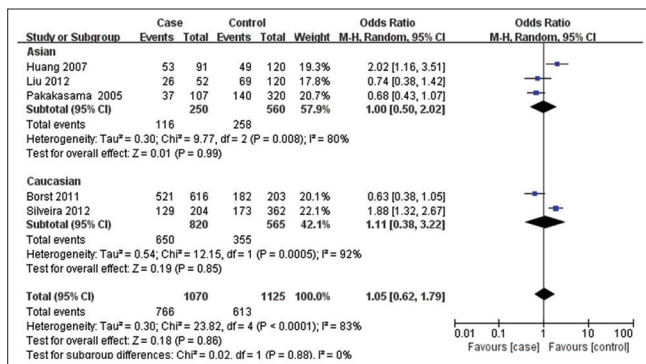 Case Control Odds Ratio Odds Ratio
Study or Subgroup Events Total Events Total Weight M-H, Random, 95% CI M-H, Random, 95% CI
Asian
Huang 2007 53 91 49 120 19.3% 2.02 [1.16, 3.51]
Liu 2012 26 52 69 120 17.8% 0.74 [0.38, 1.42]
Pakakasama 2005 37 107 140 320 20.8% 0.68 [0.43, 1.07]
Subtotal (95% CI) 250 560 57.9% 1.00 [0.50, 2.02]
Total events 116 258
Heterogeneity: Tau² = 0.30; Chi² = 9.77, df = 2 (P = 0.008); I² = 80%
Test for overall effect: Z = 0.01 (P = 0.99)
Caucasian
Borst 2011 521 616 182 203 20.1% 0.63 [0.38, 1.05]
Silveira 2012 129 204 173 362 22.1% 1.88 [1.32, 2.67]
Subtotal (95% CI) 820 565 42.1% 1.11 [0.38, 3.22]
Total events 650 355
Heterogeneity: Tau² = 0.54; Chi² = 12.15, df = 1 (P = 0.0005); I² = 92%
Test for overall effect: Z = 0.19 (P = 0.85)
Total (95% CI) 1070 1125 100.0% 1.05 [0.62, 1.79]
Total events 766 613
Heterogeneity: Tau² = 0.30; Chi² = 23.82, df = 4 (P < 0.0001); I² = 83%
Test for overall effect: Z = 0.18 (P = 0.86)
Test for subgroup differences: Chi² = 0.02, df = 1 (P = 0.88), I² = 0%
0.01 0.1 1 10 100
Favours [case] Favours [control]